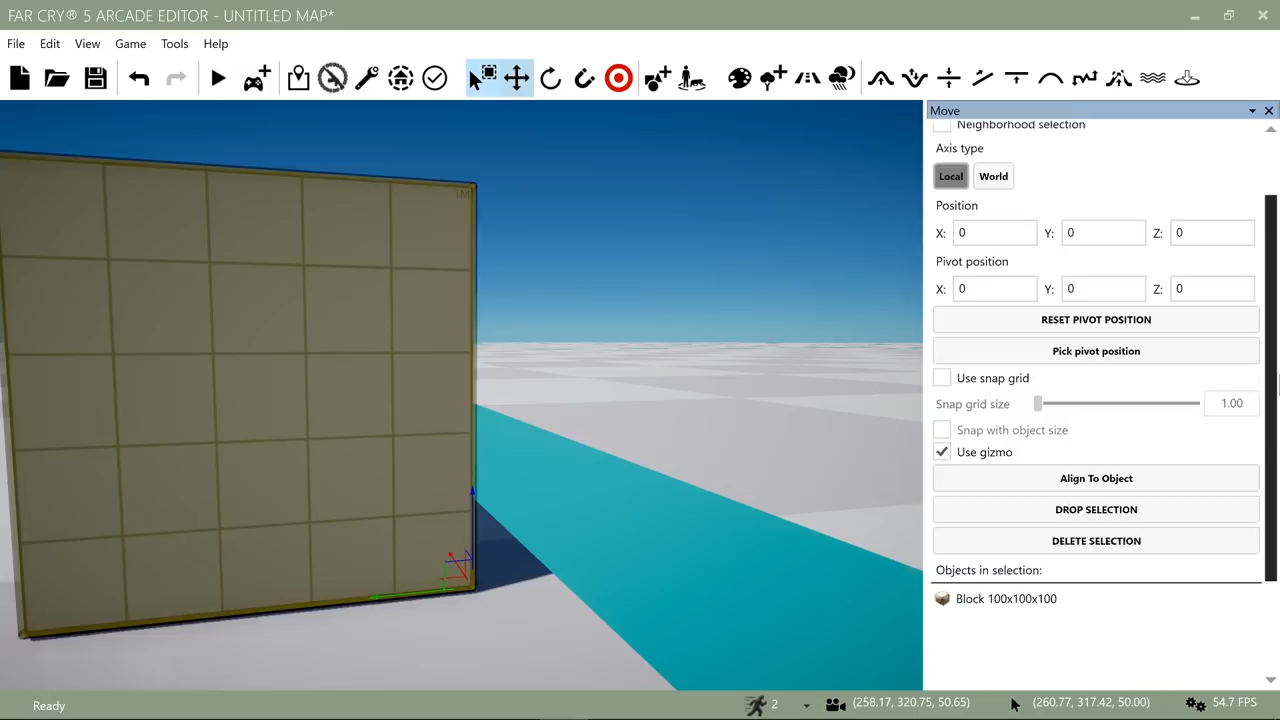 FAR CRY® 5 ARCADE EDITOR - UNTITLED MAP*
File Edit View Game Tools Help
Move
Neighborhood selection
Axis type
Local World
Position
X: 0 Y: 0 Z: 0
Pivot position
X: 0 Y: 0 Z: 0
RESET PIVOT POSITION
Pick pivot position
Use snap grid
Snap grid size 1.00
Snap with object size
Use gizmo
Align To Object
DROP SELECTION
DELETE SELECTION
Objects in selection:
Block 100x100x100
1M
Ready 2 (258.17, 320.75, 50.65) (260.77, 317.42, 50.00) 54.7 FPS